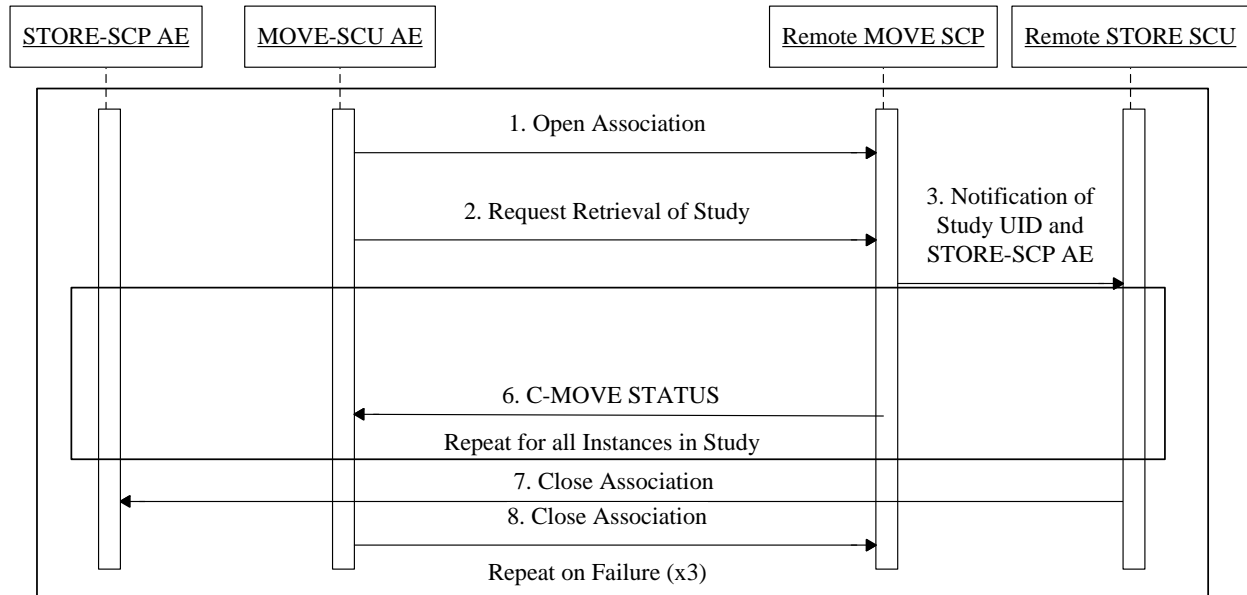 STORE-SCP AE
MOVE-SCU AE
Remote MOVE SCP
Remote STORE SCU
1. Open Association
2. Request Retrieval of Study
3. Notification of
Study UID and
STORE-SCP AE
6. C-MOVE STATUS
Repeat for all Instances in Study
7. Close Association
8. Close Association
Repeat on Failure (x3)